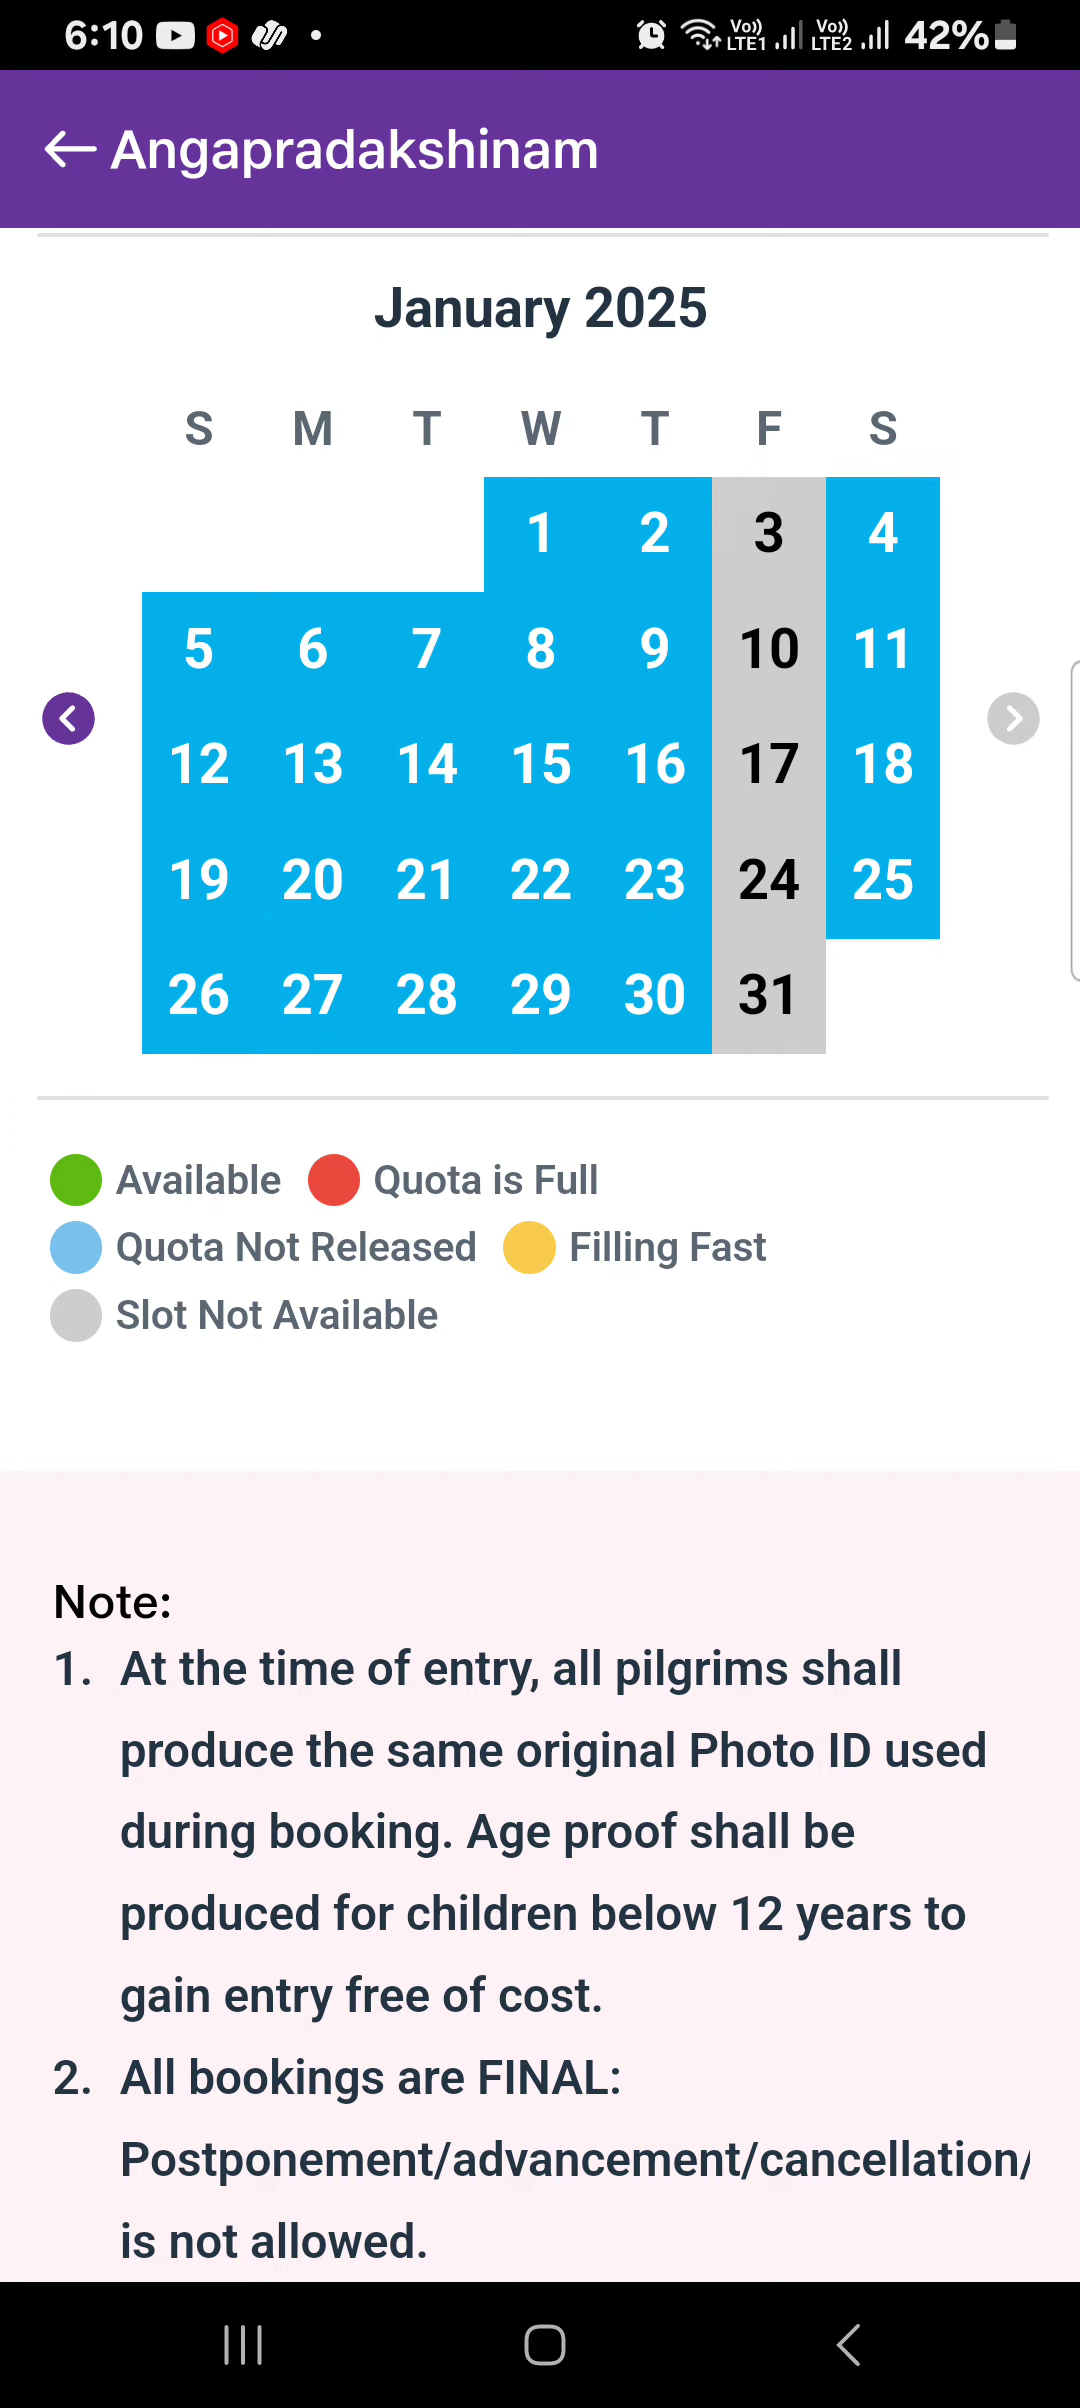 6:10 Vo)) LTE1 Vo)) LTE2 42%
Angapradakshinam
January 2025
S M T W T F S
1 2 3 4
5 6 7 8 9 10 11
12 13 14 15 16 17 18
19 20 21 22 23 24 25
26 27 28 29 30 31
Available Quota is Full
Quota Not Released Filling Fast
Slot Not Available
Note:
1. At the time of entry, all pilgrims shall
produce the same original Photo ID used
during booking. Age proof shall be
produced for children below 12 years to
gain entry free of cost.
2. All bookings are FINAL:
Postponement/advancement/cancellation/
is not allowed.